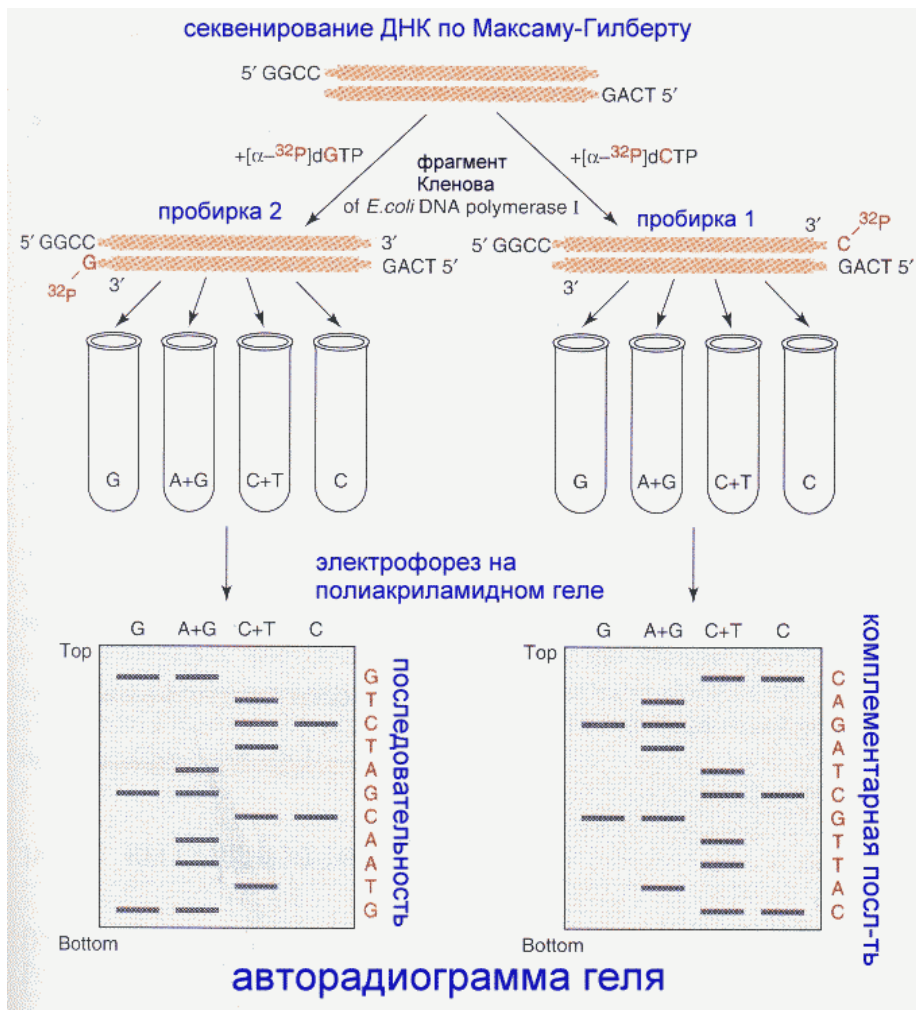 секвенирование ДНК по Максаму-Гилберту
5′ GGCC
GACT 5′
+[α–³²P]dGTP
фрагмент
Кленова
of E.coli DNA polymerase I
+[α–³²P]dCTP
пробирка 2
5′ GGCC
3′
G
³²P
3′
GACT 5′
пробирка 1
5′ GGCC
3′
³²P
C
3′
GACT 5′
G A+G C+T C
G A+G C+T C
электрофорез на
полиакриламидном геле
G A+G C+T C
Top
Bottom
G
T
C
T
A
G
C
A
A
T
G
последовательность
G A+G C+T C
Top
Bottom
C
A
G
A
T
C
G
T
T
A
C
комплементарная посл-ть
авторадиограмма геля